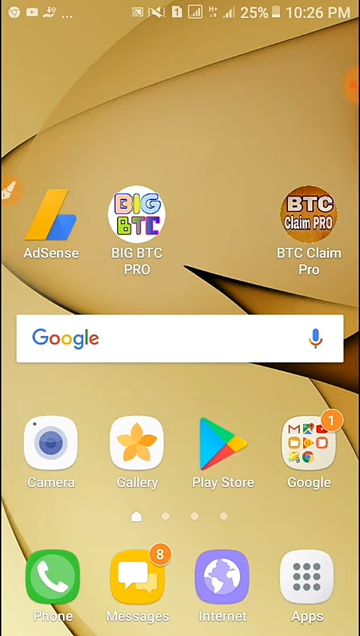 1 H+ 25% 10:26 PM
BIG
BTC
BTC
Claim PRO
AdSense
BIG BTC
PRO
BTC Claim
Pro
Google
1
Camera
Gallery
Play Store
Google
8
Phone
Messages
Internet
Apps